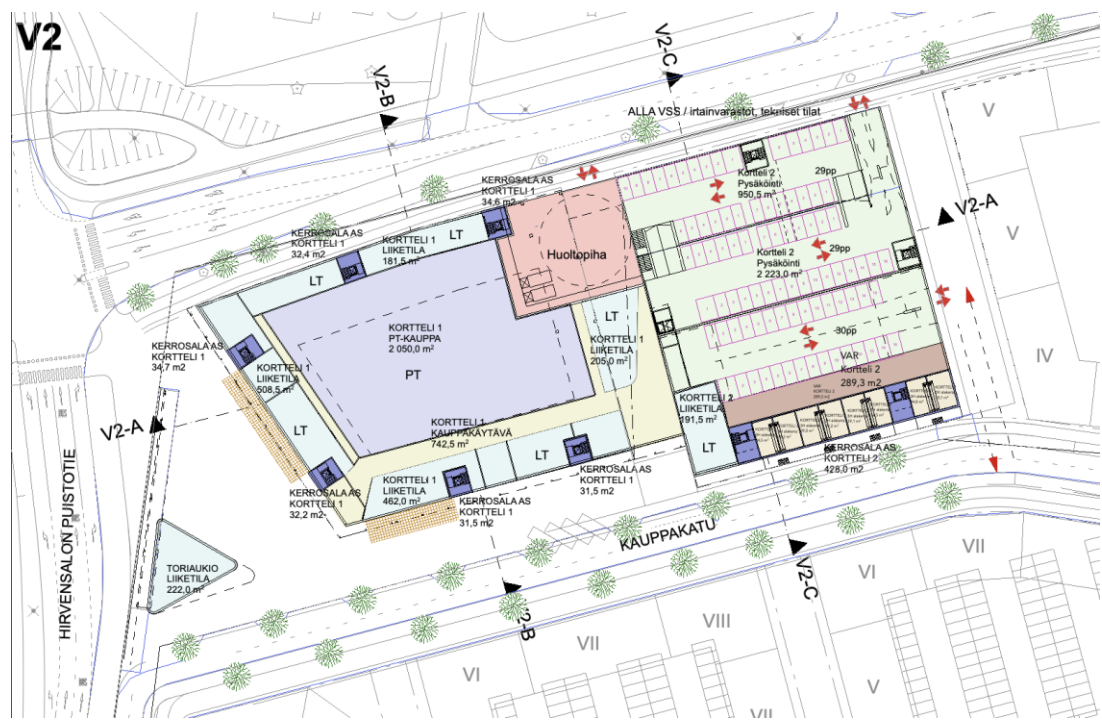 V2
V2-B
V2-C
ALLA VSS / irtainvarastot, tekniset tilat
V
KERROSALA AS
KORTTELI 1
34,6 m2
Kortteli 2
Pysäköinti
950,5 m²
29pp
V2-A
V
KERROSALA AS
KORTTELI 1
32,4 m2
KORTTELI 1
LIIKETILA
181,5 m²
LT
LT
Huoltopiha
29pp
Kortteli 2
Pysäköinti
2 223,0 m²
LT
KORTTELI 1
PT-KAUPPA
2 050,0 m²
PT
KORTTELI 1
LIIKETILA
205,0 m²
30pp
IV
KERROSALA AS
KORTTELI 1
34,7 m2
KORTTELI 1
LIIKETILA
508,5 m²
VAR
Kortteli 2
289,3 m2
V2-A
LT
KORTTELI 1
KAUPPAKÄYTÄVÄ
742,5 m²
KORTTELI 2
LIIKETILA
191,5 m²
LT
LT
KERROSALA AS
KORTTELI 2
428,0 m2
KORTTELI 1
LIIKETILA
462,0 m²
KERROSALA AS
KORTTELI 1
31,5 m2
KERROSALA AS
KORTTELI 1
32,2 m2
KERROSALA AS
KORTTELI 1
31,5 m2
HIRVENSALON PUISTOTIE
KAUPPAKATU
TORIAUKIO
LIIKETILA
222,0 m²
V2-B
V2-C
VII
VI
VIII
VII
VI
V
VII